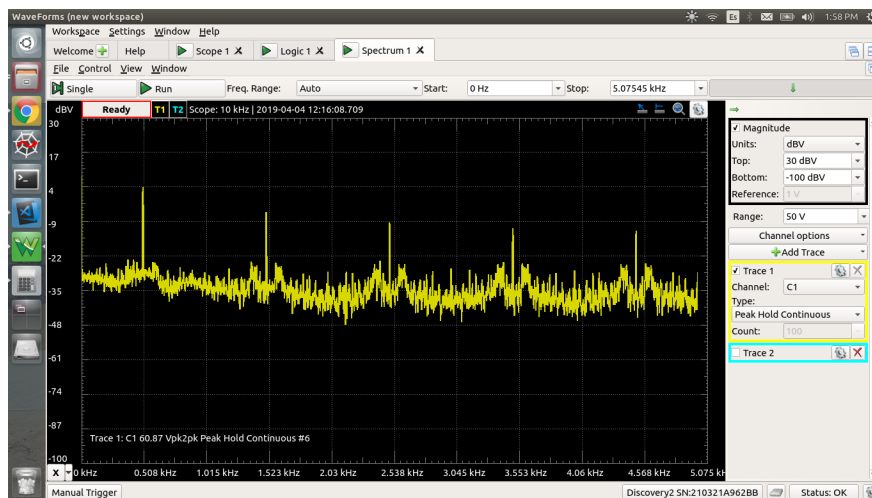 WaveForms (new workspace)
Es
1:58 PM
Workspace Settings Window Help
Welcome Help Scope 1 X Logic 1 X Spectrum 1 X
File Control View Window
Single Run Freq. Range: Auto Start: 0 Hz Stop: 5.07545 kHz
dBV Ready T1 T2 Scope: 10 kHz | 2019-04-04 12:16:08.709
30
17
4
-9
-22
-35
-48
-61
-74
-87
-100
Trace 1: C1 60.87 Vpk2pk Peak Hold Continuous #6
X 0 kHz 0.508 kHz 1.015 kHz 1.523 kHz 2.03 kHz 2.538 kHz 3.045 kHz 3.553 kHz 4.06 kHz 4.568 kHz 5.075 kH
Magnitude
Units: dBV
Top: 30 dBV
Bottom: -100 dBV
Reference: 1 V
Range: 50 V
Channel options
Add Trace
Trace 1
Channel: C1
Type:
Peak Hold Continuous
Count: 100
Trace 2
Manual Trigger
Discovery2 SN:210321A962BB
Status: OK